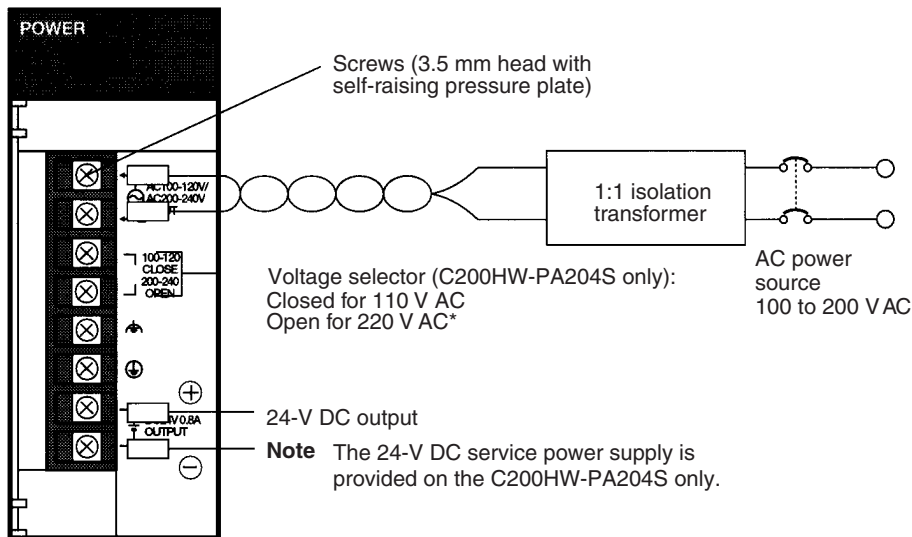 POWER
Screws (3.5 mm head with
self-raising pressure plate)
AC100-120V/
AC200-240V
1:1 isolation
transformer
100-120
CLOSE
200-240
OPEN
Voltage selector (C200HW-PA204S only):
Closed for 110 V AC
Open for 220 V AC*
AC power
source
100 to 200 V AC
24-V DC output
0.8A
OUTPUT
Note The 24-V DC service power supply is
provided on the C200HW-PA204S only.